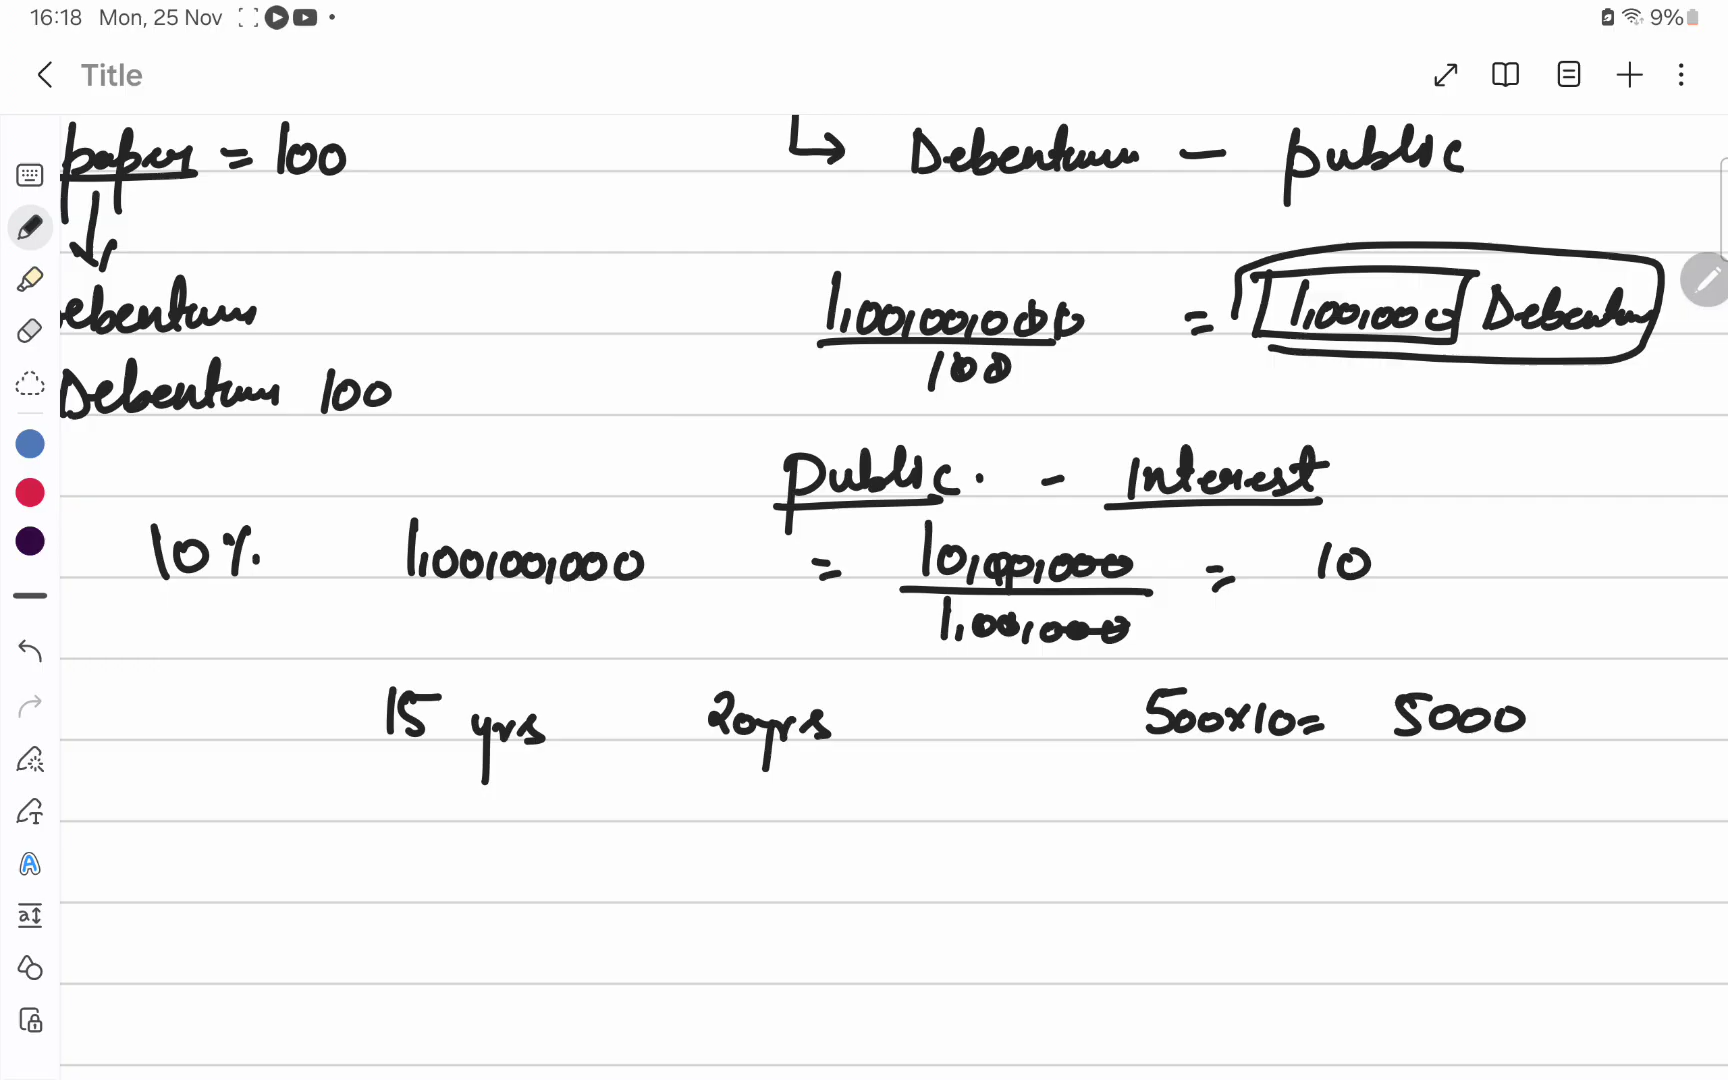 16:18 Mon, 25 Nov 9%
Title
paper = 100
↳ Debenture - public
ebenture
1,00,00,000 / 100 = 1,00,000 Debenture
Debenture 100
Public. - Interest
10% 1,00,00,000 = 10,00,000 / 1,00,000 = 10
15 yrs 20yrs 500x10= 5000